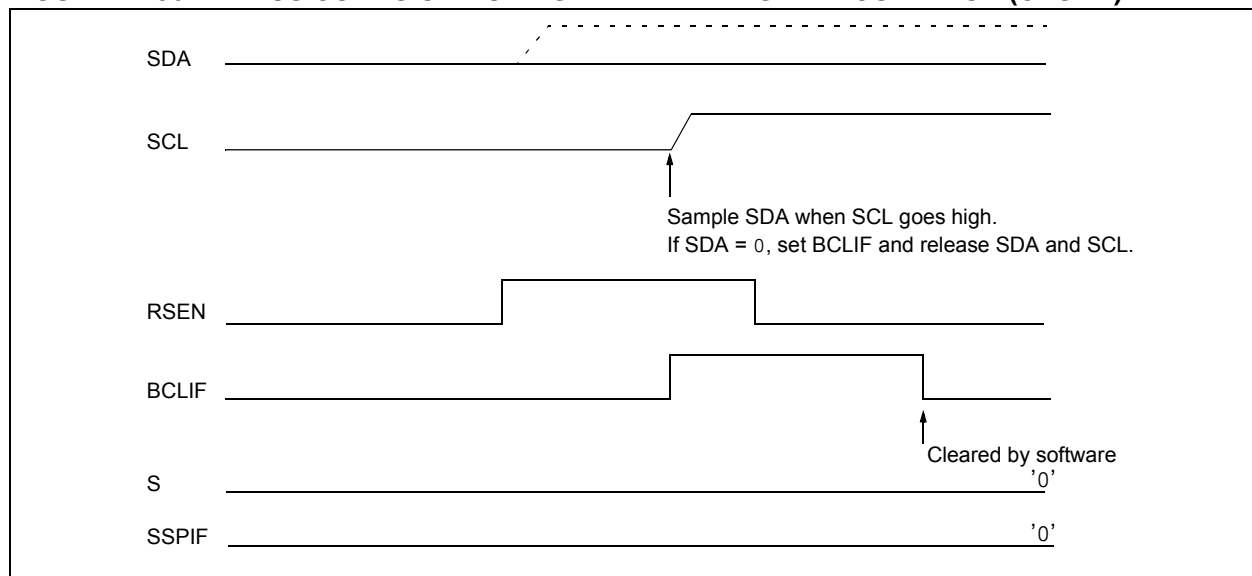 SDA
SCL
Sample SDA when SCL goes high.
If SDA = 0, set BCLIF and release SDA and SCL.
RSEN
BCLIF
Cleared by software
S
'0'
SSPIF
'0'